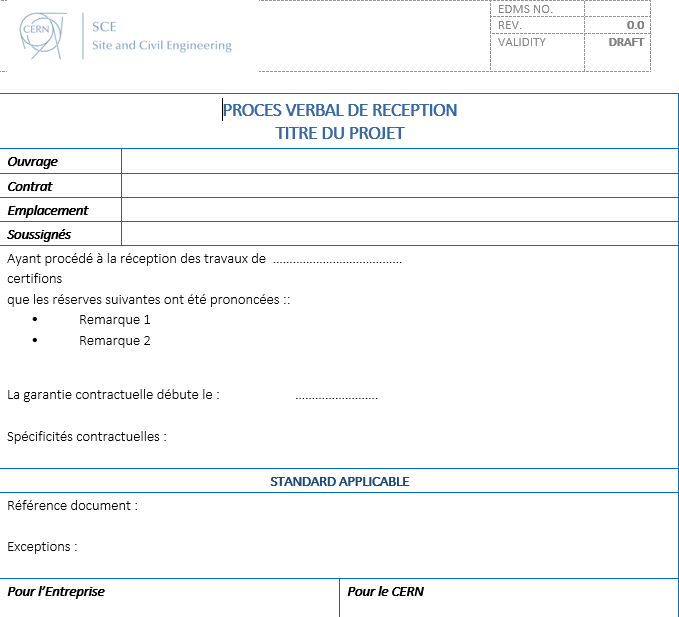 CERN
SCE
Site and Civil Engineering
EDMS NO.
REV. 0.0
VALIDITY DRAFT
PROCES VERBAL DE RECEPTION
TITRE DU PROJET
Ouvrage
Contrat
Emplacement
Soussignés
Ayant procédé à la réception des travaux de .......................................
certifions
que les réserves suivantes ont été prononcées ::
• Remarque 1
• Remarque 2
La garantie contractuelle débute le : .........................
Spécificités contractuelles :
STANDARD APPLICABLE
Référence document :
Exceptions :
Pour l’Entreprise Pour le CERN